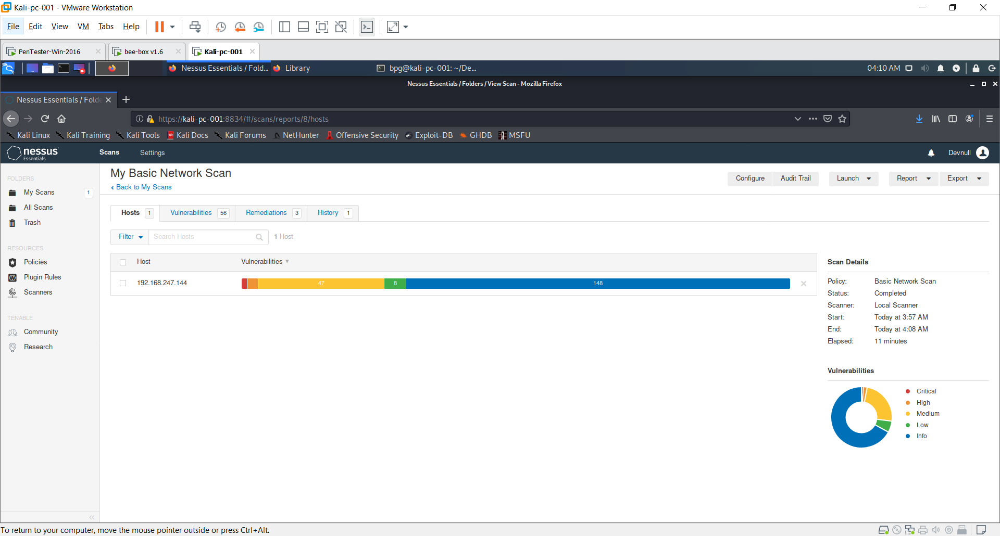 Kali-pc-001 - VMware Workstation
File Edit View VM Tabs Help
PenTester-Win-2016 bee-box v1.6 Kali-pc-001
Nessus Essentials / Fold... Library bpg@kali-pc-001: ~/De... 04:10 AM
Nessus Essentials / Folders / View Scan - Mozilla Firefox
Nessus Essentials / Folde
https://kali-pc-001:8834/#/scans/reports/8/hosts
Kali Linux Kali Training Kali Tools Kali Docs Kali Forums NetHunter Offensive Security Exploit-DB GHDB MSFU
nessus Essentials Scans Settings Devnull
FOLDERS
My Scans 1
All Scans
Trash
RESOURCES
Policies
Plugin Rules
Scanners
TENABLE
Community
Research
My Basic Network Scan
Back to My Scans
Configure Audit Trail Launch Report Export
Hosts 1 Vulnerabilities 56 Remediations 3 History 1
Filter Search Hosts 1 Host
Host Vulnerabilities
192.168.247.144 47 8 148
Scan Details
Policy: Basic Network Scan
Status: Completed
Scanner: Local Scanner
Start: Today at 3:57 AM
End: Today at 4:08 AM
Elapsed: 11 minutes
Vulnerabilities
Critical
High
Medium
Low
Info
To return to your computer, move the mouse pointer outside or press Ctrl+Alt.